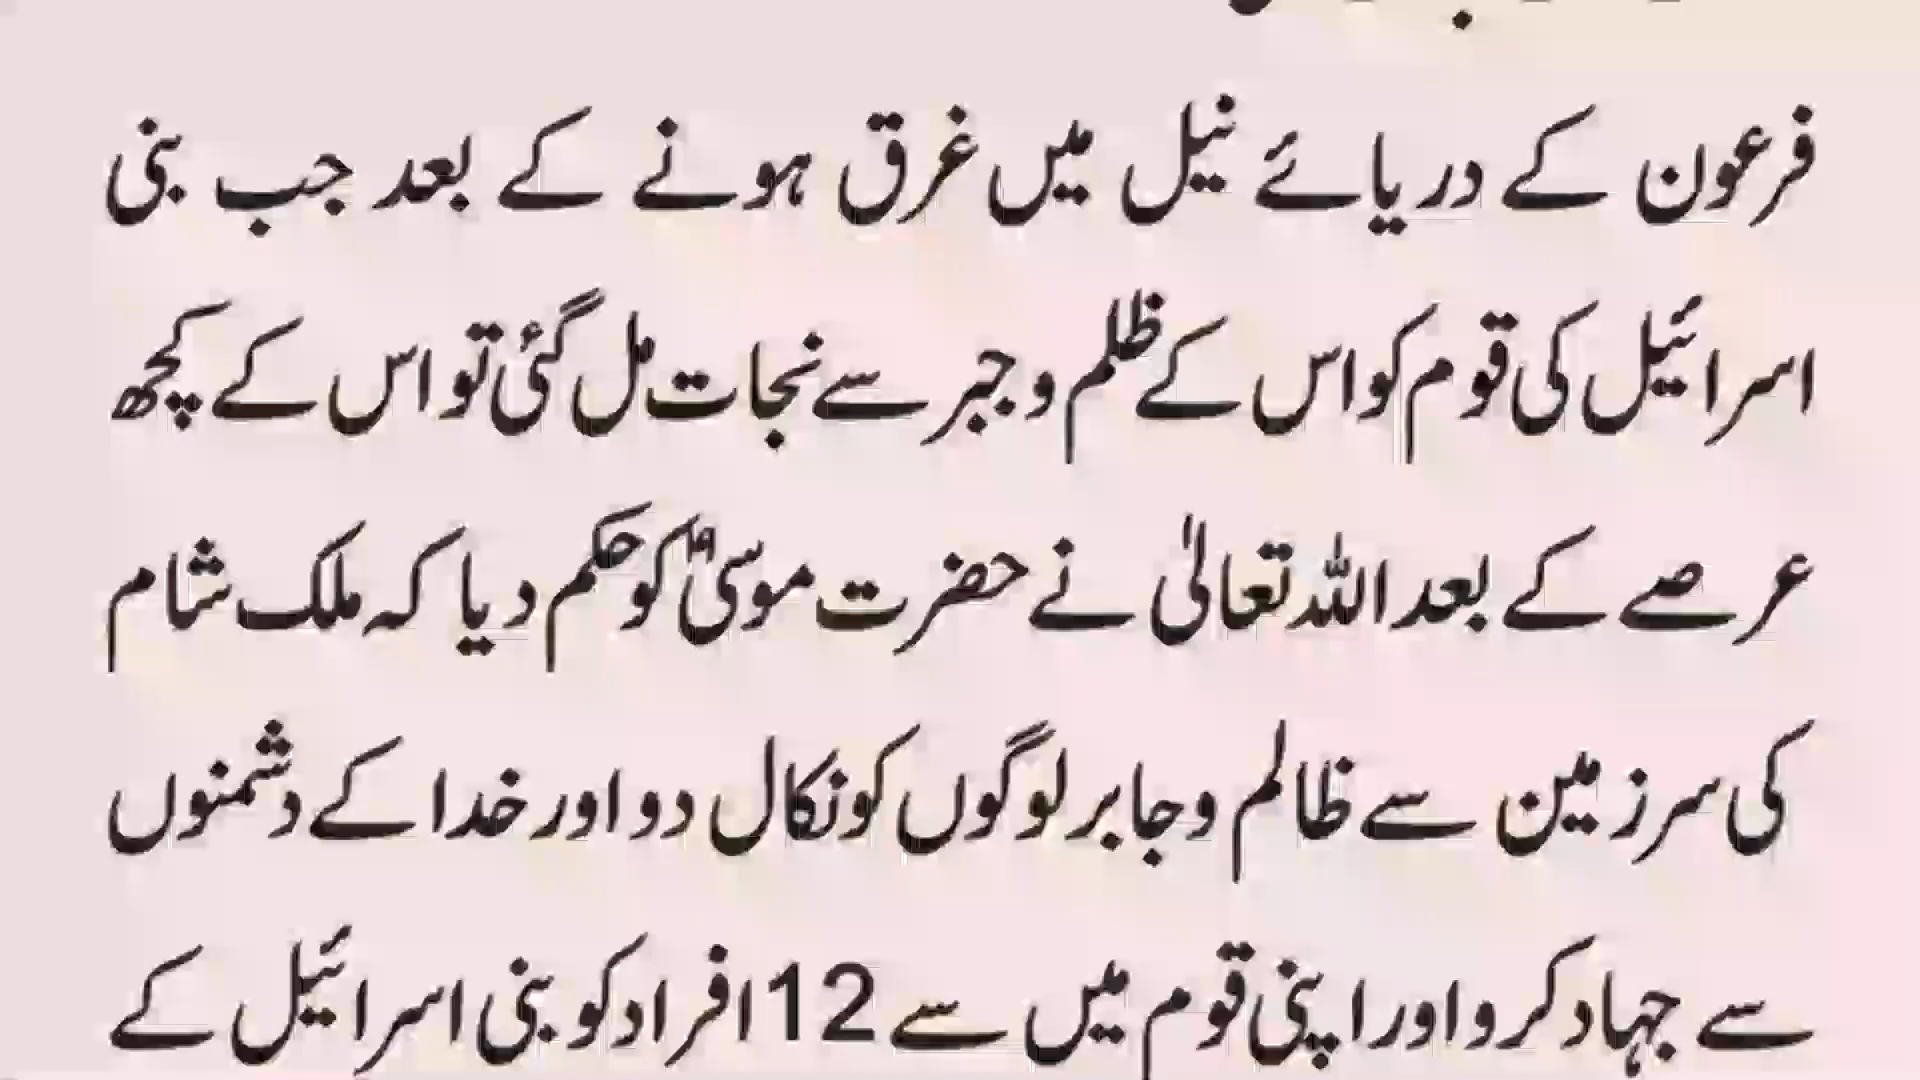 فرعون کے دریائے نیل میں غرق ہونے کے بعد جب بنی
اسرائیل کی قوم کو اس کے ظلم و جبر سے نجات مل گئی تو اس کے کچھ
عرصے کے بعد اللہ تعالیٰ نے حضرت موسیٰؑ کو حکم دیا کہ ملک شام
کی سرزمین سے ظالم و جابر لوگوں کو نکال دو اور خدا کے دشمنوں
سے جہاد کرو اور اپنی قوم میں سے 12 افراد کو بنی اسرائیل کے